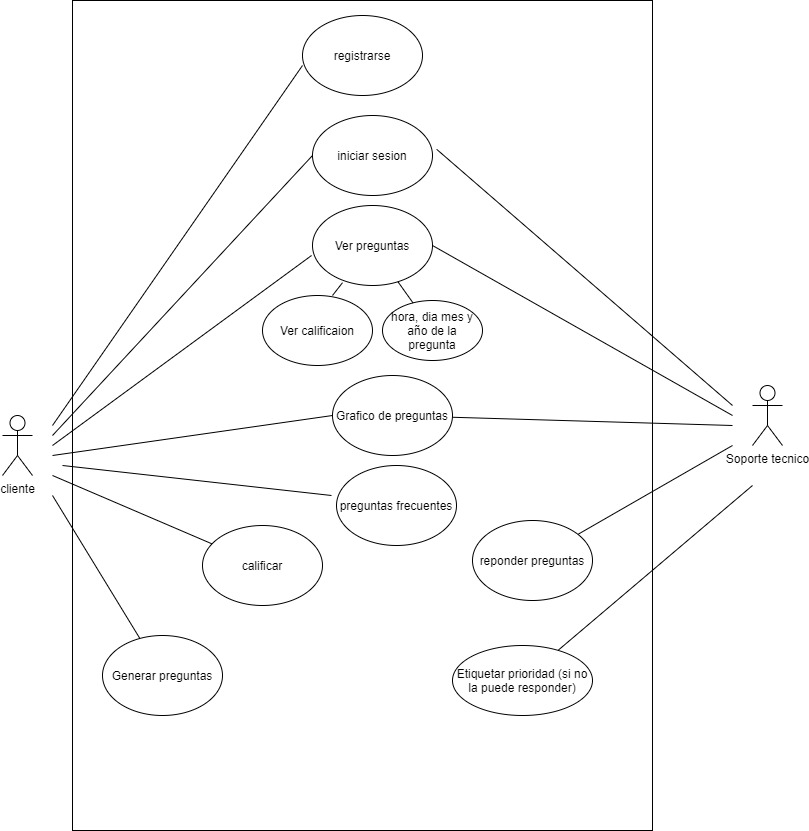 registrarse
iniciar sesion
Ver preguntas
Ver calificaion
hora, dia mes y
año de la
pregunta
Grafico de preguntas
Soporte tecnico
cliente
preguntas frecuentes
calificar
reponder preguntas
Generar preguntas
Etiquetar prioridad (si no
la puede responder)